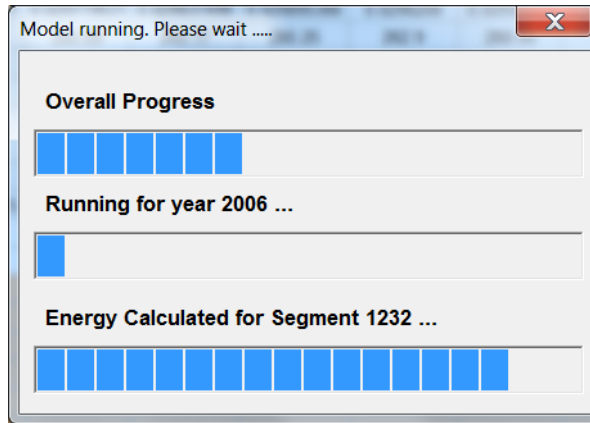 Model running. Please wait .....
Overall Progress
Running for year 2006 ...
Energy Calculated for Segment 1232 ...